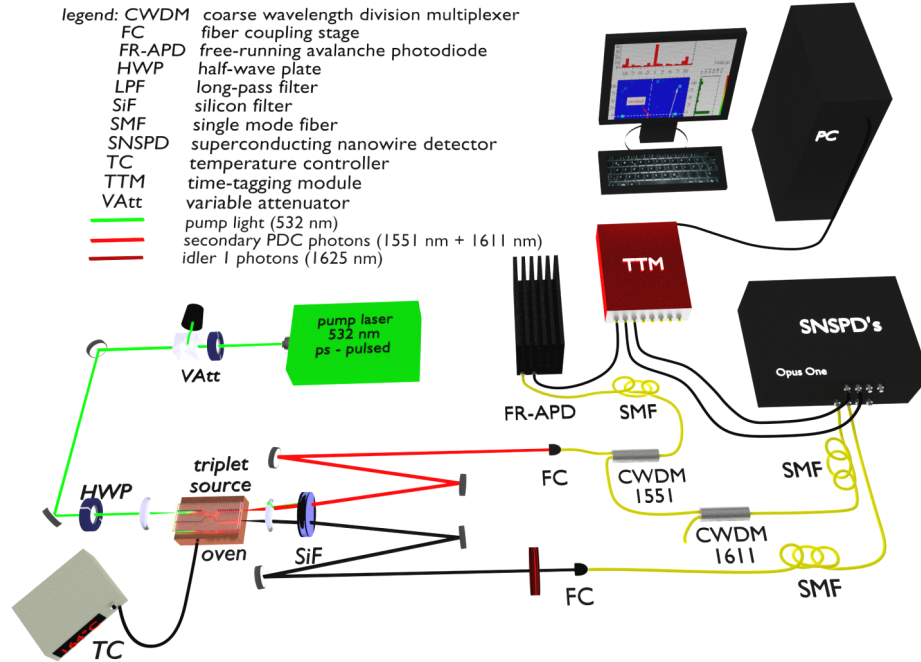 legend: CWDM coarse wavelength division multiplexer
FC fiber coupling stage
FR-APD free-running avalanche photodiode
HWP half-wave plate
LPF long-pass filter
SiF silicon filter
SMF single mode fiber
SNSPD superconducting nanowire detector
TC temperature controller
TTM time-tagging module
VAtt variable attenuator
pump light (532 nm)
secondary PDC photons (1551 nm + 1611 nm)
idler 1 photons (1625 nm)
PC
TTM
pump laser
532 nm
ps - pulsed
VAtt
SNSPD's
Opus One
FR-APD
SMF
triplet
source
HWP
FC
CWDM
1551
SMF
oven
SiF
CWDM
1611
FC
SMF
TC